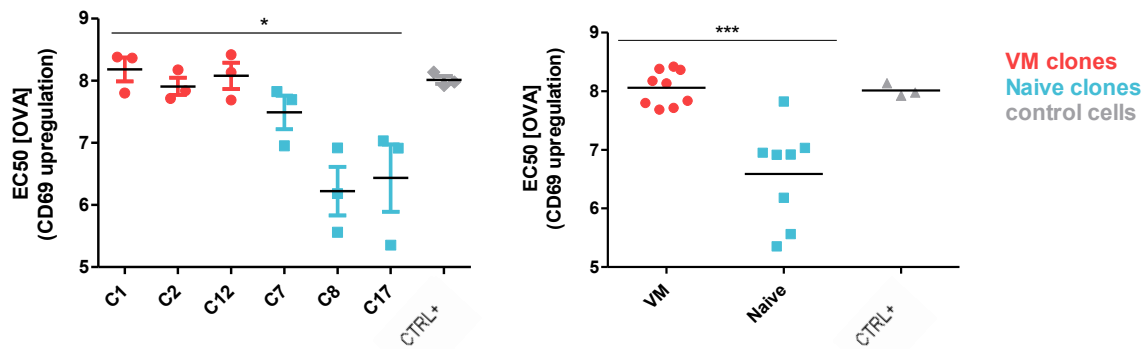 *
9
8
7
6
5
EC50 [OVA]
(CD69 upregulation)
C1
C2
C12
C7
C8
C17
CTRL+
***
9
8
7
6
5
EC50 [OVA]
(CD69 upregulation)
VM
Naive
CTRL+
VM clones
Naive clones
control cells